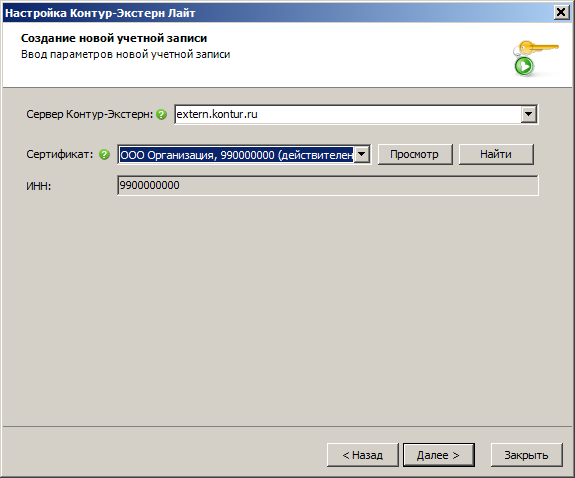 Настройка Контур-Экстерн Лайт
Создание новой учетной записи
Ввод параметров новой учетной записи
Сервер Контур-Экстерн: ? extern.kontur.ru
Сертификат: ? ООО Организация, 990000000 (действителен Просмотр Найти
ИНН: 9900000000
< Назад Далее > Закрыть